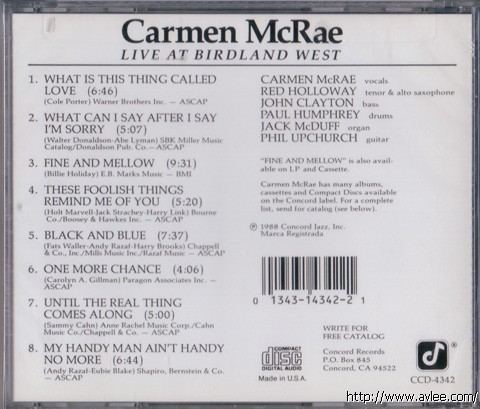 Carmen McRae
LIVE AT BIRDLAND WEST
1. WHAT IS THIS THING CALLED
LOVE (6:46)
(Cole Porter) Warner Brothers Inc. — ASCAP
2. WHAT CAN I SAY AFTER I SAY
I'M SORRY (5:07)
(Walter Donaldson-Abe Lyman) SBK Miller Music
Catalog/Donaldson Pub. Co.— ASCAP
3. FINE AND MELLOW (9:31)
(Billie Holiday) E.B. Marks Music — BMI
4. THESE FOOLISH THINGS
REMIND ME OF YOU (5:20)
(Holt Marvell-Jack Strachey-Harry Link) Bourne
Co./Boosey & Hawkes Inc. — ASCAP
5. BLACK AND BLUE (7:37)
(Fats Waller-Andy Razaf-Harry Brooks) Chappell
& Co., Inc./Mills Music Inc./Razaf Music — ASCAP
6. ONE MORE CHANCE (4:06)
(Carolyn A. Gillman) Paragon Associates Inc. —
ASCAP
7. UNTIL THE REAL THING
COMES ALONG (5:00)
(Sammy Cahn) Anne Rachel Music Corp./Cahn
Music Co./Chappell & Co. — ASCAP
8. MY HANDY MAN AIN'T HANDY
NO MORE (6:44)
(Andy Razaf-Eubie Blake) Shapiro, Bernstein & Co.
— ASCAP
CARMEN McRAE vocals
RED HOLLOWAY tenor & alto saxophone
JOHN CLAYTON bass
PAUL HUMPHREY drums
JACK McDUFF organ
PHIL UPCHURCH guitar
"FINE AND MELLOW" is also avail-
able on LP and Cassette.
Carmen McRae has many albums,
cassettes and Compact Discs available
on the Concord label. For a complete
list, send for catalog (see below).
℗ 1988 Concord Jazz, Inc.
Marca Registrada
0 13431-14342-2 1
COMPACT
disc
DIGITAL AUDIO
Made in U.S.A.
WRITE FOR
FREE CATALOG
Concord Records
P.O. Box 845
Concord, CA 94522
CCD-4342
http://www.avlee.com/